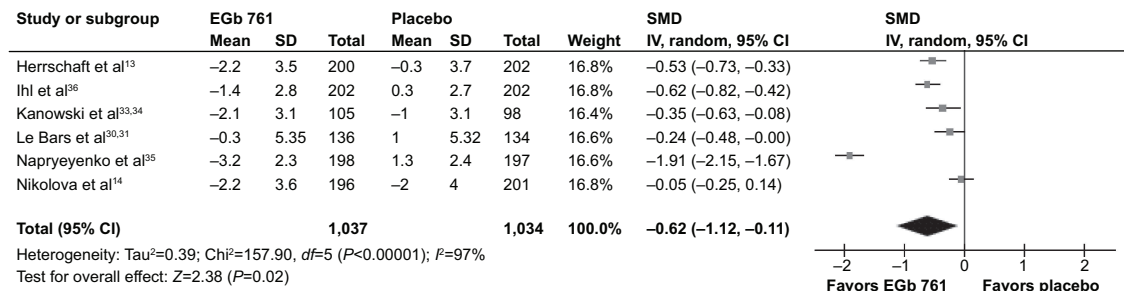 Study or subgroup EGb 761 Placebo SMD SMD
Mean SD Total Mean SD Total Weight IV, random, 95% CI IV, random, 95% CI
Herrschaft et al13 –2.2 3.5 200 –0.3 3.7 202 16.8% –0.53 (–0.73, –0.33)
Ihl et al36 –1.4 2.8 202 0.3 2.7 202 16.8% –0.62 (–0.82, –0.42)
Kanowski et al33,34 –2.1 3.1 105 –1 3.1 98 16.4% –0.35 (–0.63, –0.08)
Le Bars et al30,31 –0.3 5.35 136 1 5.32 134 16.6% –0.24 (–0.48, –0.00)
Napryeyenko et al35 –3.2 2.3 198 1.3 2.4 197 16.6% –1.91 (–2.15, –1.67)
Nikolova et al14 –2.2 3.6 196 –2 4 201 16.8% –0.05 (–0.25, 0.14)
Total (95% CI) 1,037 1,034 100.0% –0.62 (–1.12, –0.11)
Heterogeneity: Tau2=0.39; Chi2=157.90, df=5 (P<0.00001); I2=97%
Test for overall effect: Z=2.38 (P=0.02)
–2 –1 0 1 2
Favors EGb 761 Favors placebo